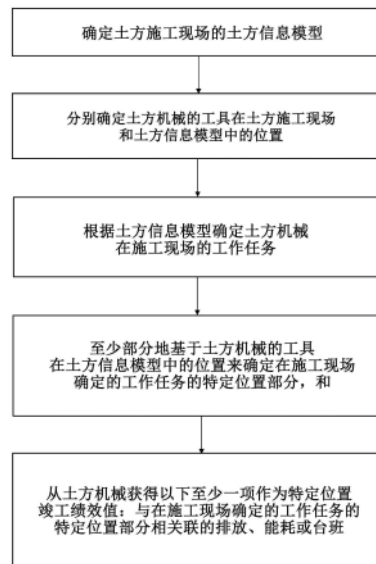 确定土方施工现场的土方信息模型
分别确定土方机械的工具在土方施工现场
和土方信息模型中的位置
根据土方信息模型确定土方机械
在施工现场的工作任务
至少部分地基于土方机械的工具
在土方信息模型中的位置来确定在施工现场
确定的工作任务的特定位置部分，和
从土方机械获得以下至少一项作为特定位置
竣工绩效值：与在施工现场确定的工作任务的
特定位置部分相关联的排放、能耗或台班